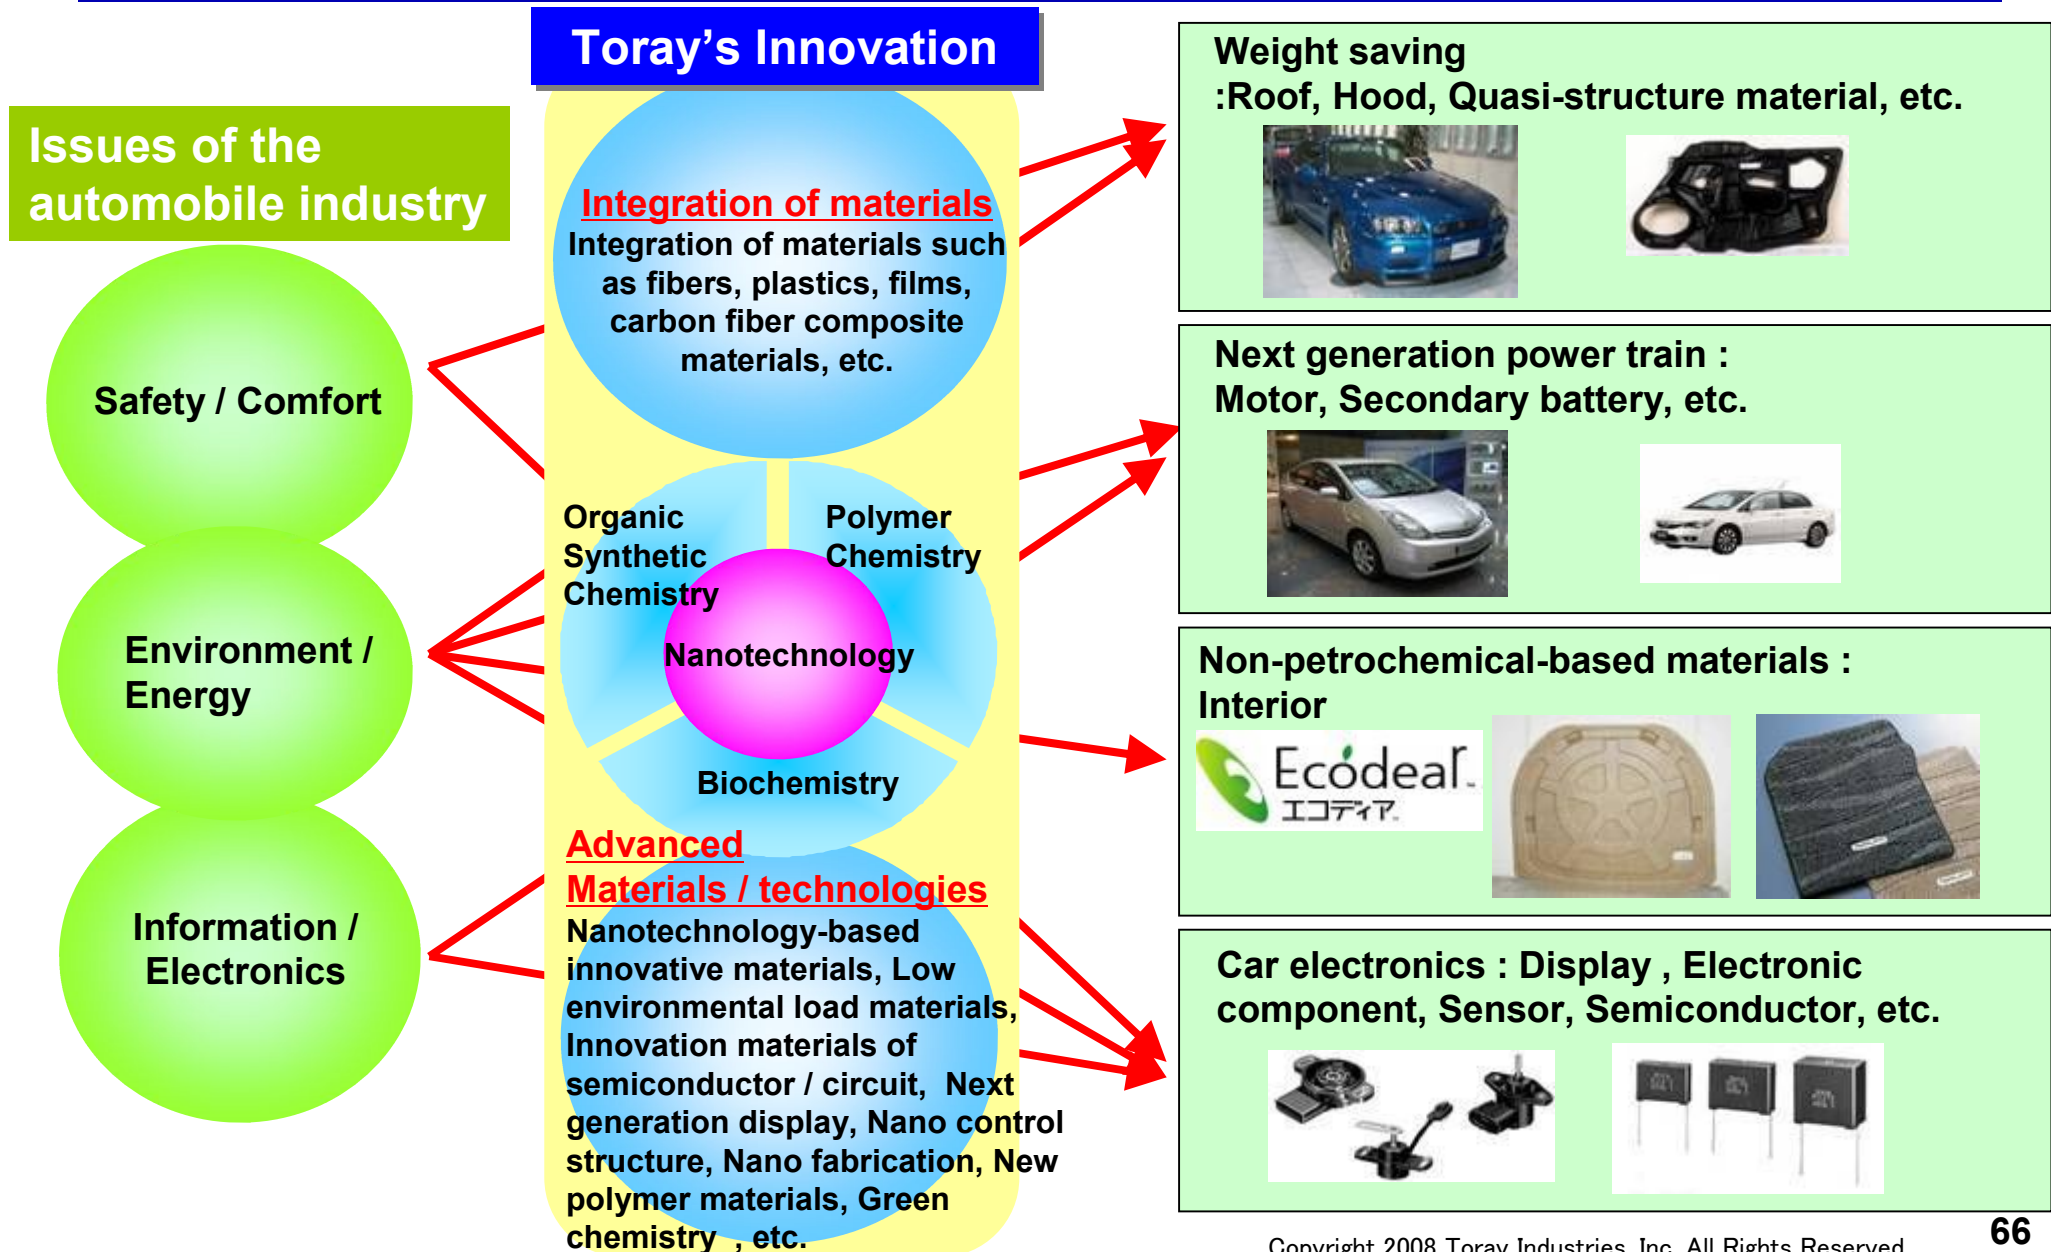 Toray's Innovation
Issues of the
automobile industry
Safety / Comfort
Environment /
Energy
Information /
Electronics
Integration of materials
Integration of materials such
as fibers, plastics, films,
carbon fiber composite
materials, etc.
Organic
Synthetic
Chemistry
Polymer
Chemistry
Nanotechnology
Biochemistry
Advanced
Materials / technologies
Nanotechnology-based
innovative materials, Low
environmental load materials,
Innovation materials of
semiconductor / circuit, Next
generation display, Nano control
structure, Nano fabrication, New
polymer materials, Green
chemistry , etc.
Weight saving
:Roof, Hood, Quasi-structure material, etc.
Next generation power train :
Motor, Secondary battery, etc.
Non-petrochemical-based materials :
Interior
Ecodear™
エコディア
Car electronics : Display , Electronic
component, Sensor, Semiconductor, etc.
Copyright 2008 Toray Industries, Inc. All Rights Reserved
66